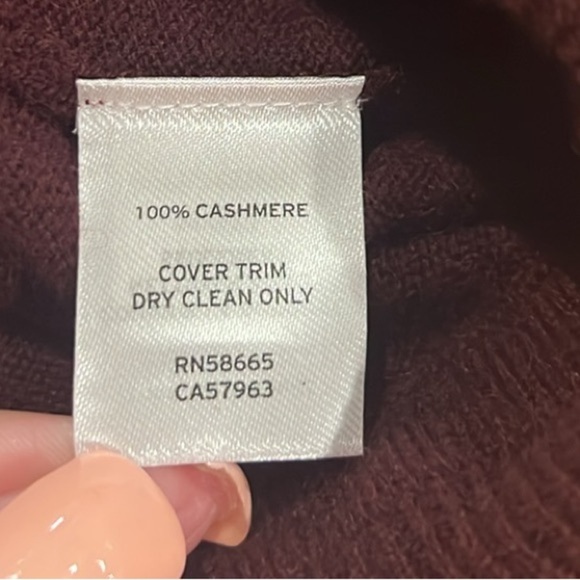 100% CASHMERE
COVER TRIM
DRY CLEAN ONLY
RN58665
CA57963